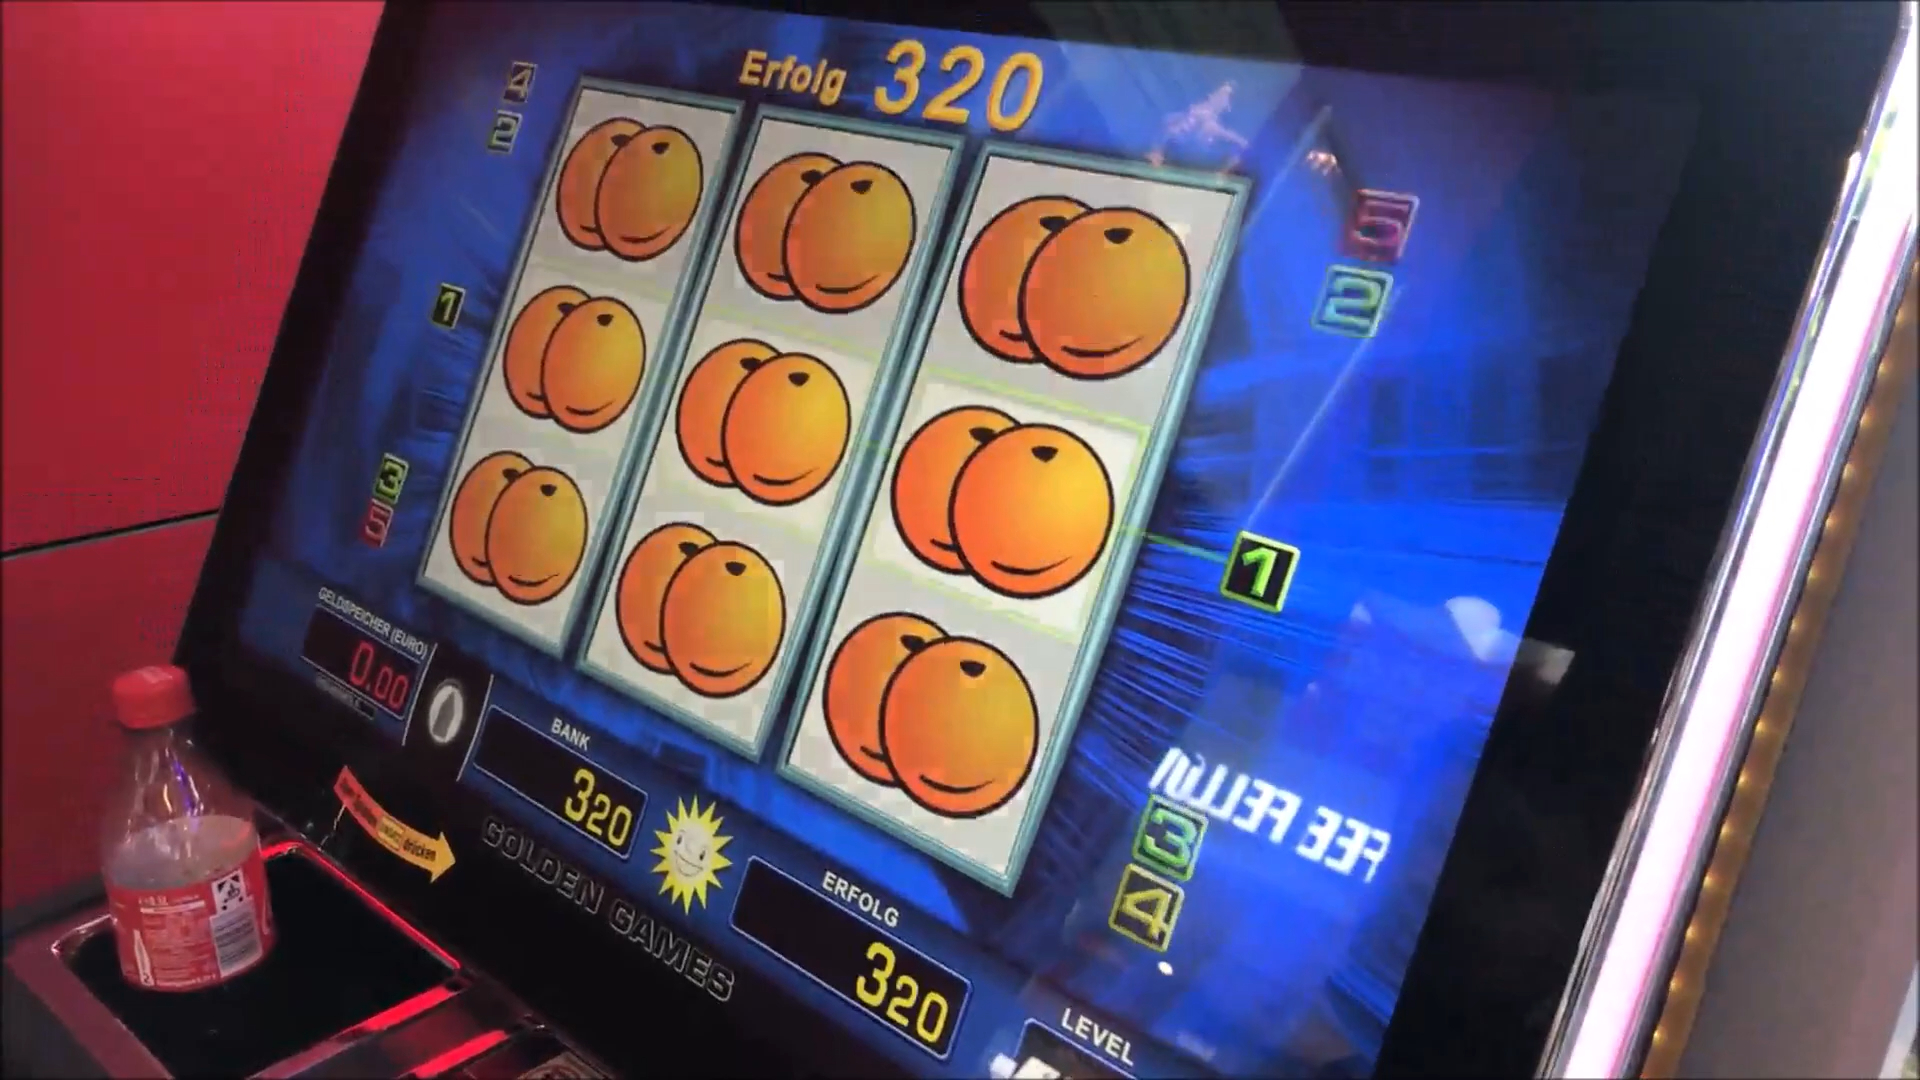 Erfolg 320
4
2
5
2
1
1
3
5
3
4
GELDSPEICHER (EURO)
0.00
BANK
320
drücken
GOLDEN GAMES
ERFOLG
320
LEVEL